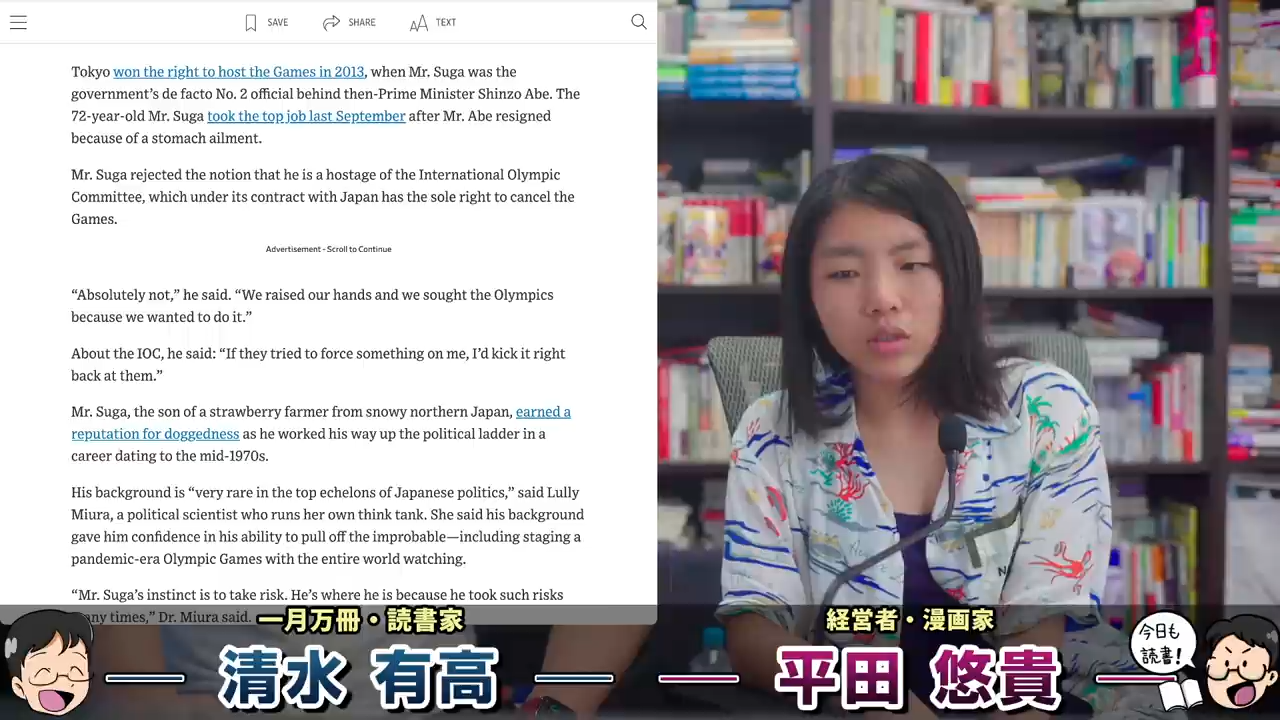 SAVE
SHARE
AA TEXT
Tokyo won the right to host the Games in 2013, when Mr. Suga was the
government’s de facto No. 2 official behind then-Prime Minister Shinzo Abe. The
72-year-old Mr. Suga took the top job last September after Mr. Abe resigned
because of a stomach ailment.
Mr. Suga rejected the notion that he is a hostage of the International Olympic
Committee, which under its contract with Japan has the sole right to cancel the
Games.
Advertisement - Scroll to Continue
“Absolutely not,” he said. “We raised our hands and we sought the Olympics
because we wanted to do it.”
About the IOC, he said: “If they tried to force something on me, I’d kick it right
back at them.”
Mr. Suga, the son of a strawberry farmer from snowy northern Japan, earned a
reputation for doggedness as he worked his way up the political ladder in a
career dating to the mid-1970s.
His background is “very rare in the top echelons of Japanese politics,” said Lully
Miura, a political scientist who runs her own think tank. She said his background
gave him confidence in his ability to pull off the improbable—including staging a
pandemic-era Olympic Games with the entire world watching.
“Mr. Suga’s instinct is to take risk. He’s where he is because he took such risks
many times,” Dr. Miura said.
一月万冊・読書家
清水 有高
経営者・漫画家
平田 悠貴
今日も
読書!